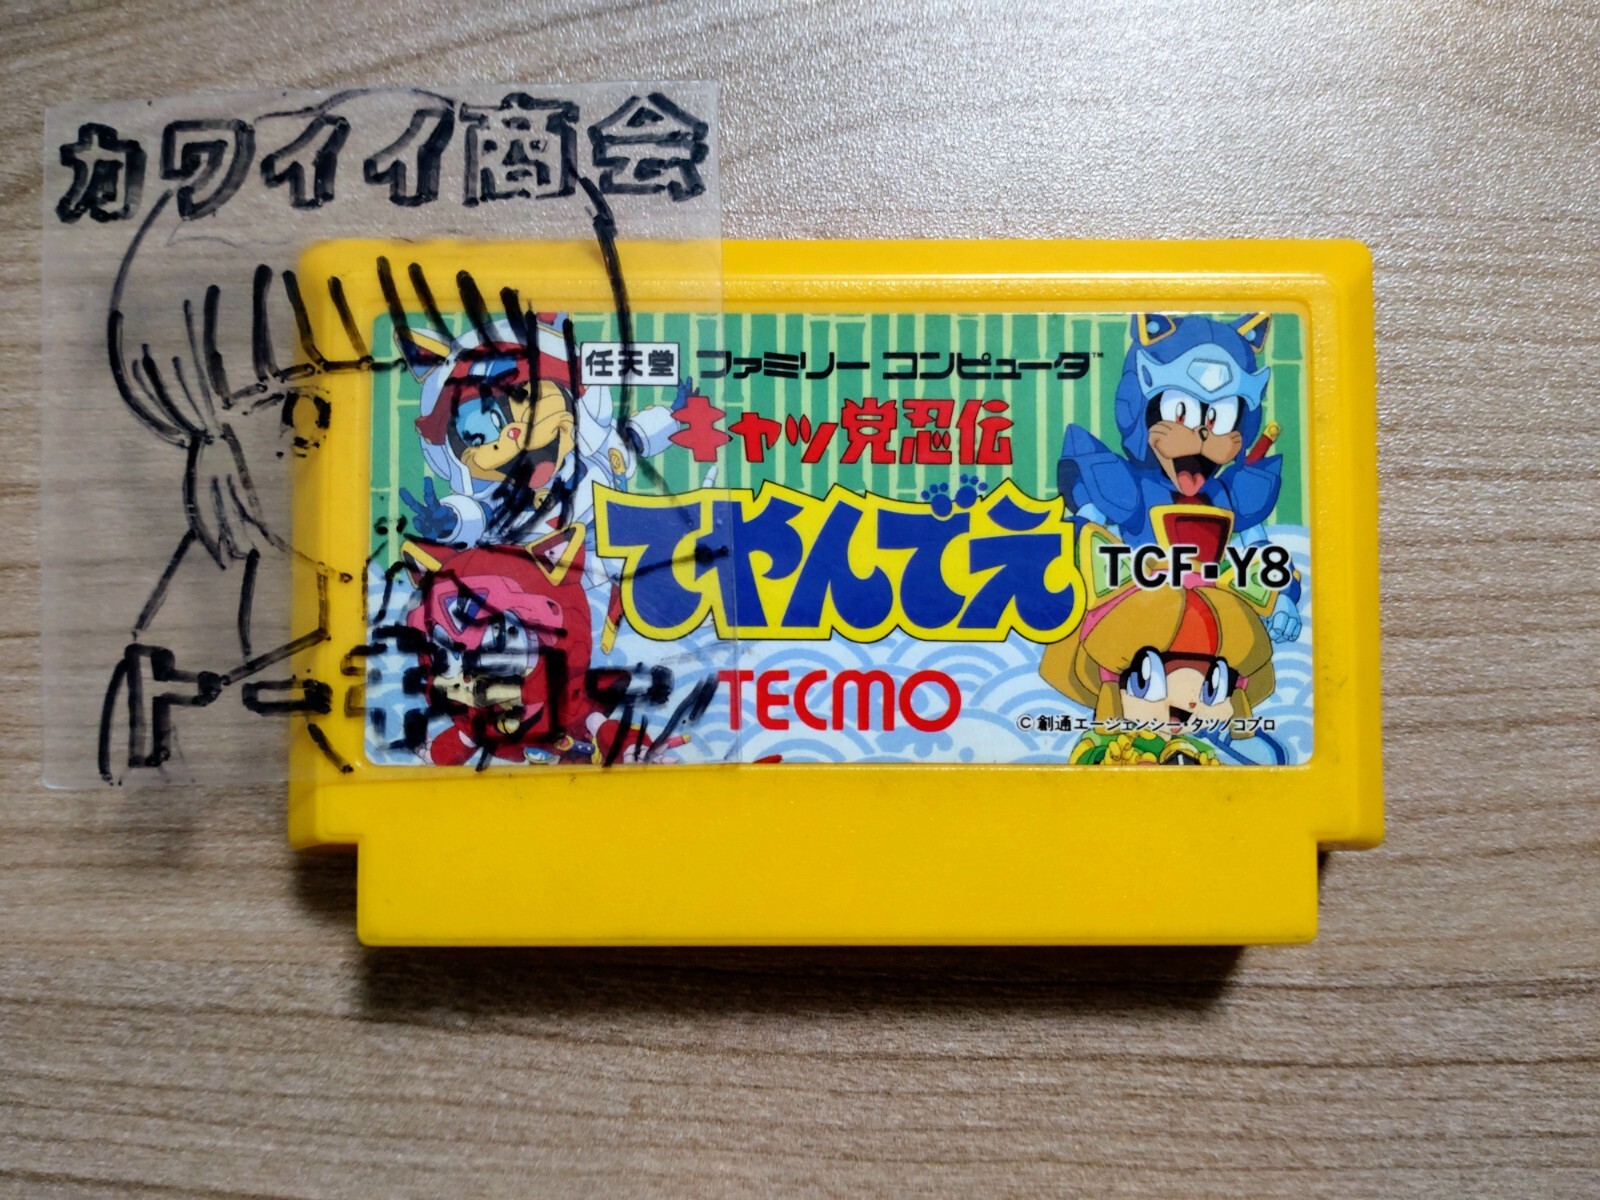 カワイイ商会
任天堂 ファミリーコンピュータ™
キャッ党忍伝
てやんでえ
TCF-Y8
TECMO
©創通エージェンシー・タツノコプロ